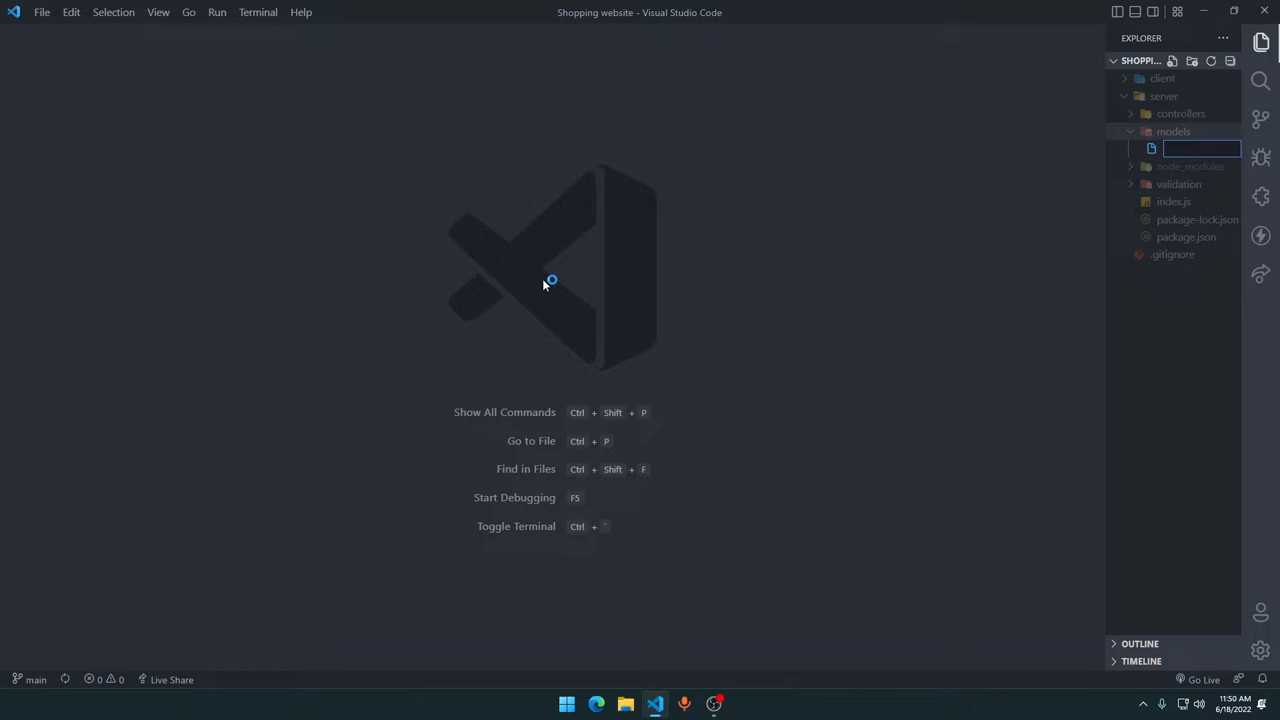 File Edit Selection View Go Run Terminal Help
Shopping website - Visual Studio Code
EXPLORER
SHOPPI...
client
server
controllers
models
node_modules
validation
index.js
package-lock.json
package.json
.gitignore
Show All Commands Ctrl + Shift + P
Go to File Ctrl + P
Find in Files Ctrl + Shift + F
Start Debugging F5
Toggle Terminal Ctrl + `
OUTLINE
TIMELINE
main 0 0 Live Share
Go Live
11:50 AM
6/18/2022